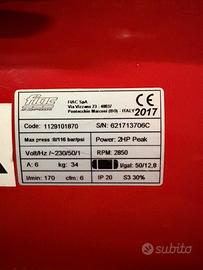 fiac
FIAC SpA
Via Vizzano 23 - 40037
Pontecchio Marconi (BO) - ITALY
CE
2017
Code: 1129101870
S/N: 621713706C
Max press :8/116 bar/psi
Power: 2HP Peak
Volt/Hz /~230/50/1
RPM: 2850
A: 6
kg: 34
l/gal: 50/12,8
l/min: 170
cfm: 6
IP 20
S3 30%
subito